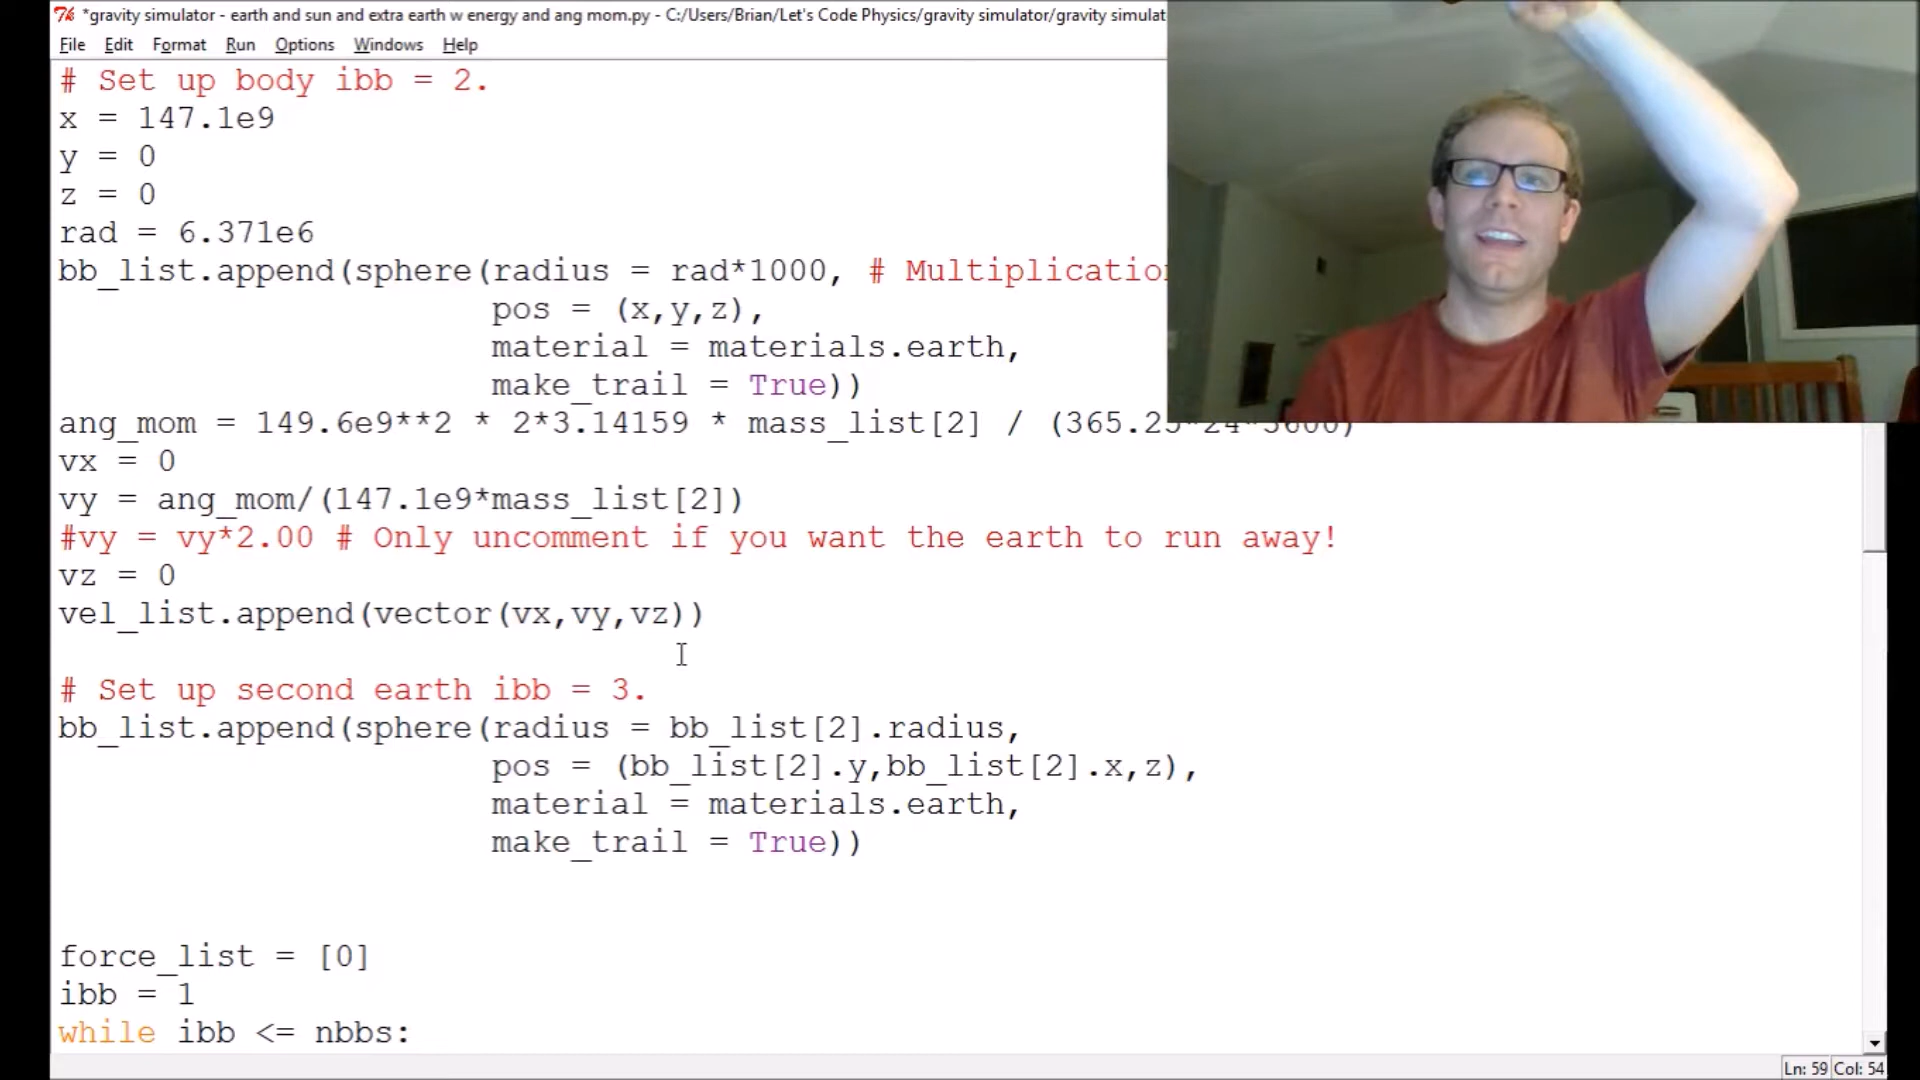 *gravity simulator - earth and sun and extra earth w energy and ang mom.py - C:/Users/Brian/Let's Code Physics/gravity simulator/gravity simulat
File Edit Format Run Options Windows Help
# Set up body ibb = 2.
x = 147.1e9
y = 0
z = 0
rad = 6.371e6
bb_list.append(sphere(radius = rad*1000, # Multiplicatio
pos = (x,y,z),
material = materials.earth,
make_trail = True))
ang_mom = 149.6e9**2 * 2*3.14159 * mass_list[2] / (365.25*24*3600)
vx = 0
vy = ang_mom/(147.1e9*mass_list[2])
#vy = vy*2.00 # Only uncomment if you want the earth to run away!
vz = 0
vel_list.append(vector(vx,vy,vz))
# Set up second earth ibb = 3.
bb_list.append(sphere(radius = bb_list[2].radius,
pos = (bb_list[2].y,bb_list[2].x,z),
material = materials.earth,
make_trail = True))
force_list = [0]
ibb = 1
while ibb <= nbbs:
Ln: 59 Col: 54